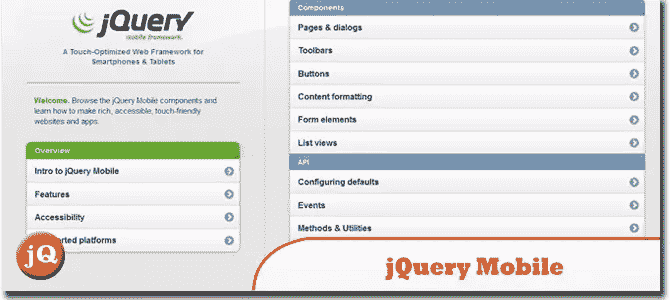 jQuery
mobile framework.
A Touch-Optimized Web Framework for
Smartphones & Tablets
Welcome. Browse the jQuery Mobile components and
learn how to make rich, accessible, touch-friendly
websites and apps.
Overview
Intro to jQuery Mobile
Features
Accessibility
platforms
Components
Pages & dialogs
Toolbars
Buttons
Content formatting
Form elements
List views
API
Configuring defaults
Events
Methods & Utilities
jQ
jQuery Mobile